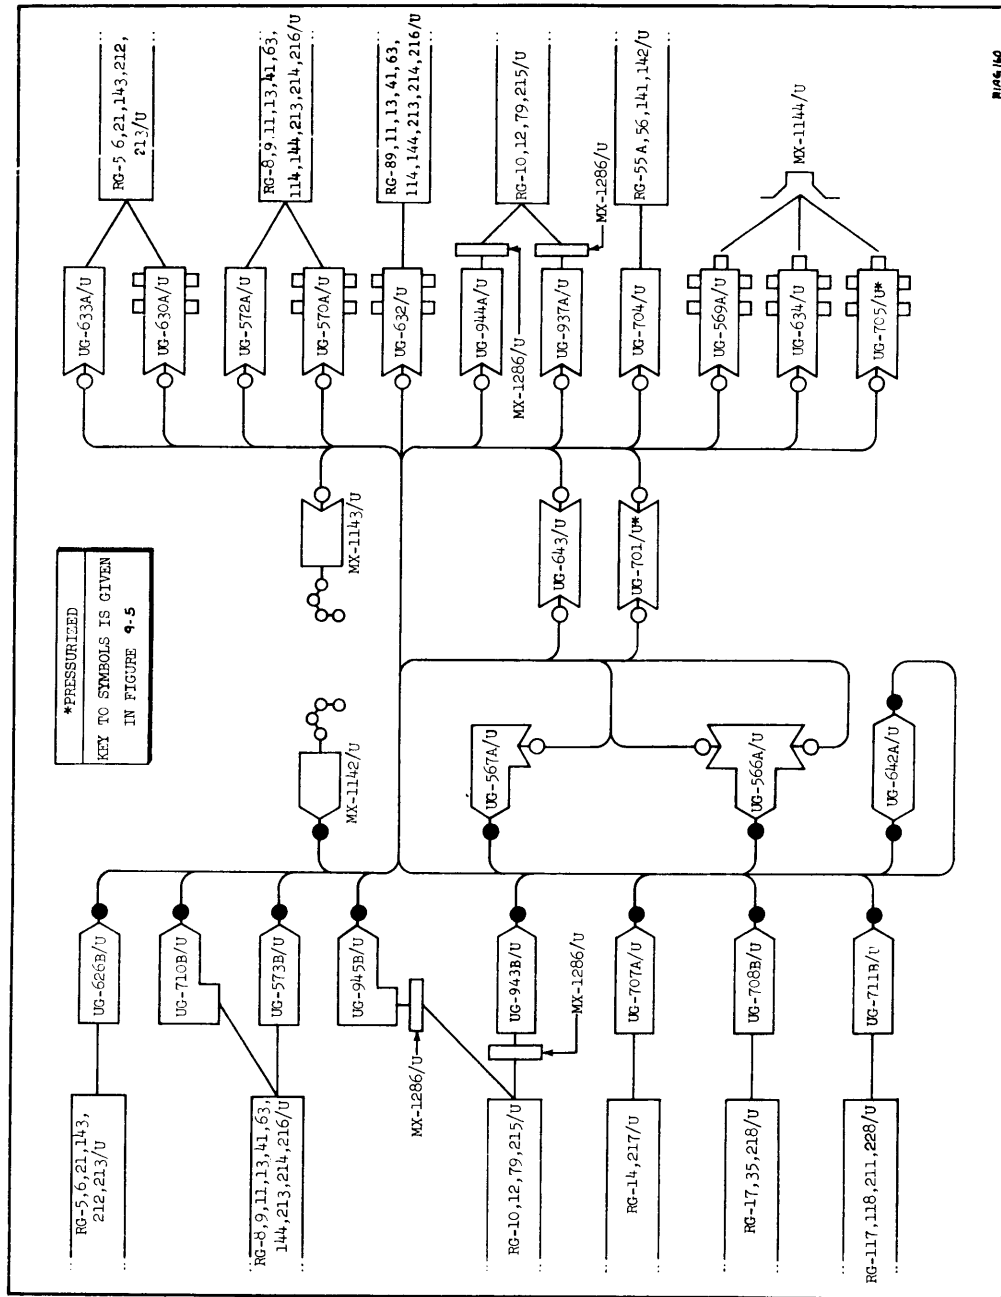 *PRESSURIZED
KEY TO SYMBOLS IS GIVEN
IN FIGURE 9-5
RG-5,6,21,143,
212,213/U
UG-626B/U
UG-710B/U
RG-8,9,11,13,41,63,
144,213,214,216/U
UG-573B/U
UG-945B/U
MX-1286/U
RG-10,12,79,215/U
UG-943B/U
MX-1286/U
RG-14,217/U
UG-707A/U
RG-17,35,218/U
UG-708B/U
RG-117,118,211,228/U
UG-711B/U
MX-1142/U
UG-567A/U
UG-566A/U
UG-642A/U
MX-1143/U
UG-643/U
UG-701/U*
UG-633A/U
UG-630A/U
RG-5 6,21,143,212,
213/U
UG-572A/U
UG-570A/U
RG-8,9.11,13,41,63,
114,144,213,214,216/U
UG-632/U
RG-89,11,13,41,63,
114,144,213,214,216/U
UG-944A/U
MX-1286/U
UG-937A/U
MX-1286/U
RG-10,12,79,215/U
UG-704/U
RG-55A,56,141,142/U
UG-569A/U
UG-634/U
UG-705/U*
MX-1144/U